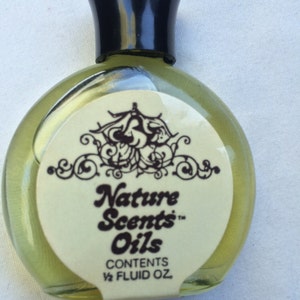 Nature
Scents™
Oils
CONTENTS
½ FLUID OZ.